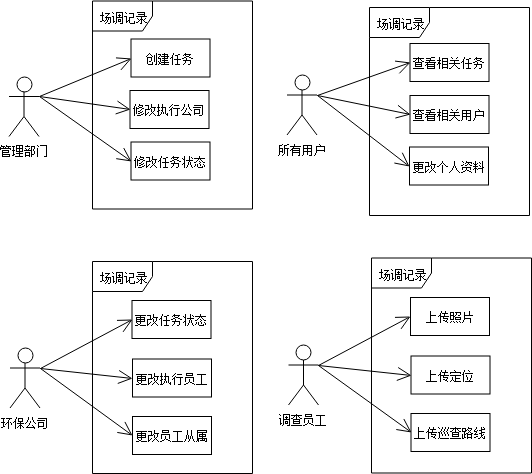 场调记录
创建任务
修改执行公司
修改任务状态
管理部门
场调记录
查看相关任务
查看相关用户
更改个人资料
所有用户
场调记录
更改任务状态
更改执行员工
更改员工从属
环保公司
场调记录
上传照片
上传定位
上传巡查路线
调查员工